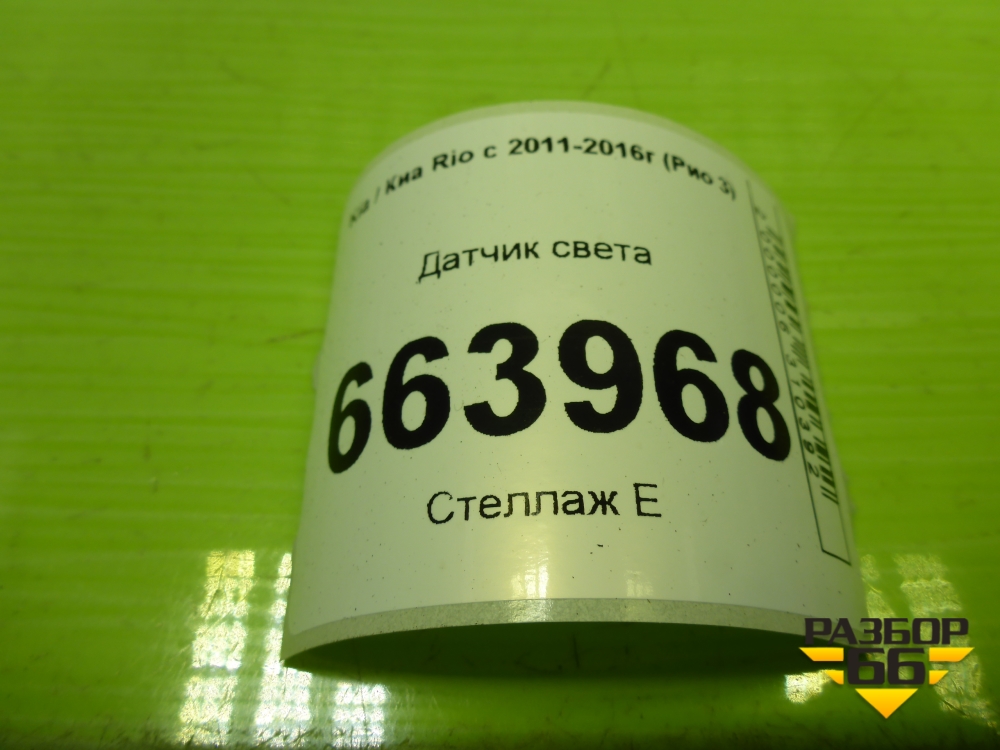 Kia / Киа Rio с 2011-2016г (Рио 3)
Датчик света
663968
Стеллаж Е
РАЗБОР
66